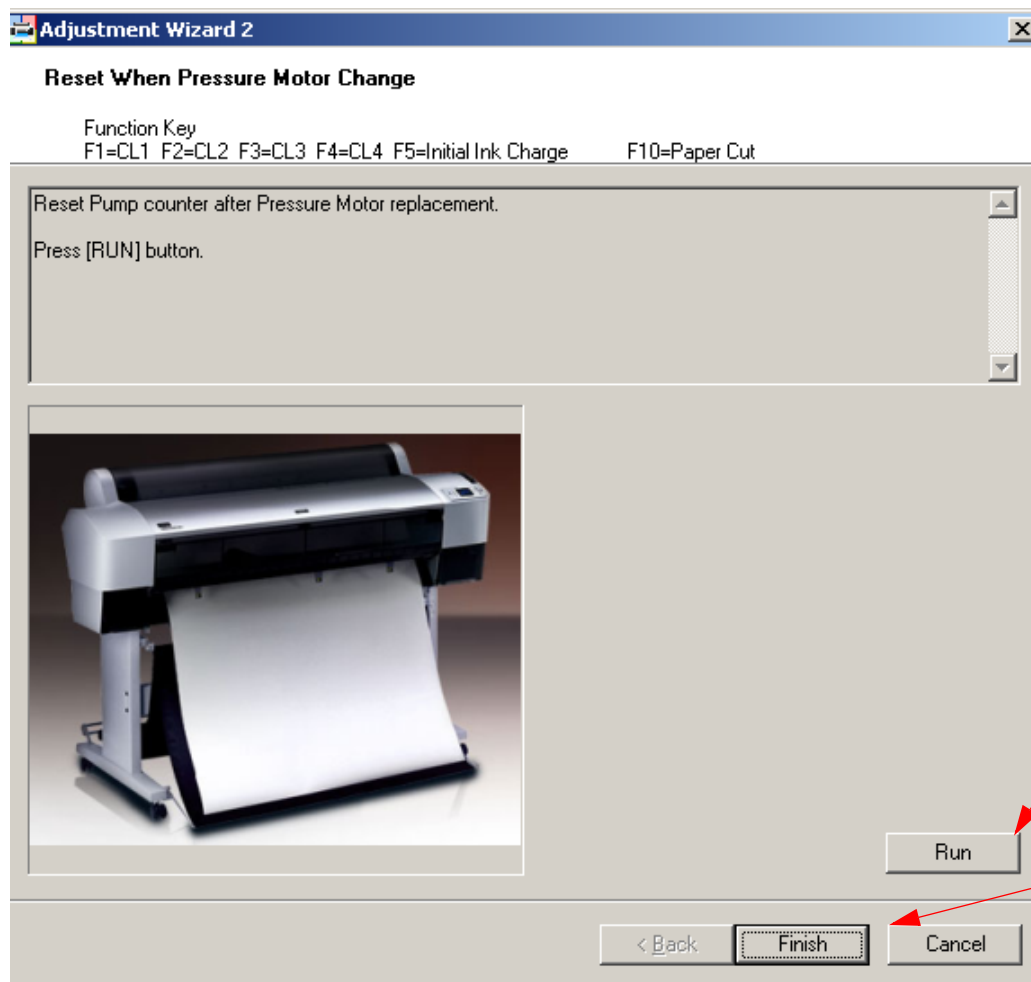 Adjustment Wizard 2
Reset When Pressure Motor Change
Function Key
F1=CL1 F2=CL2 F3=CL3 F4=CL4 F5=Initial Ink Charge F10=Paper Cut
Reset Pump counter after Pressure Motor replacement.
Press [RUN] button.
Run
< Back Finish Cancel